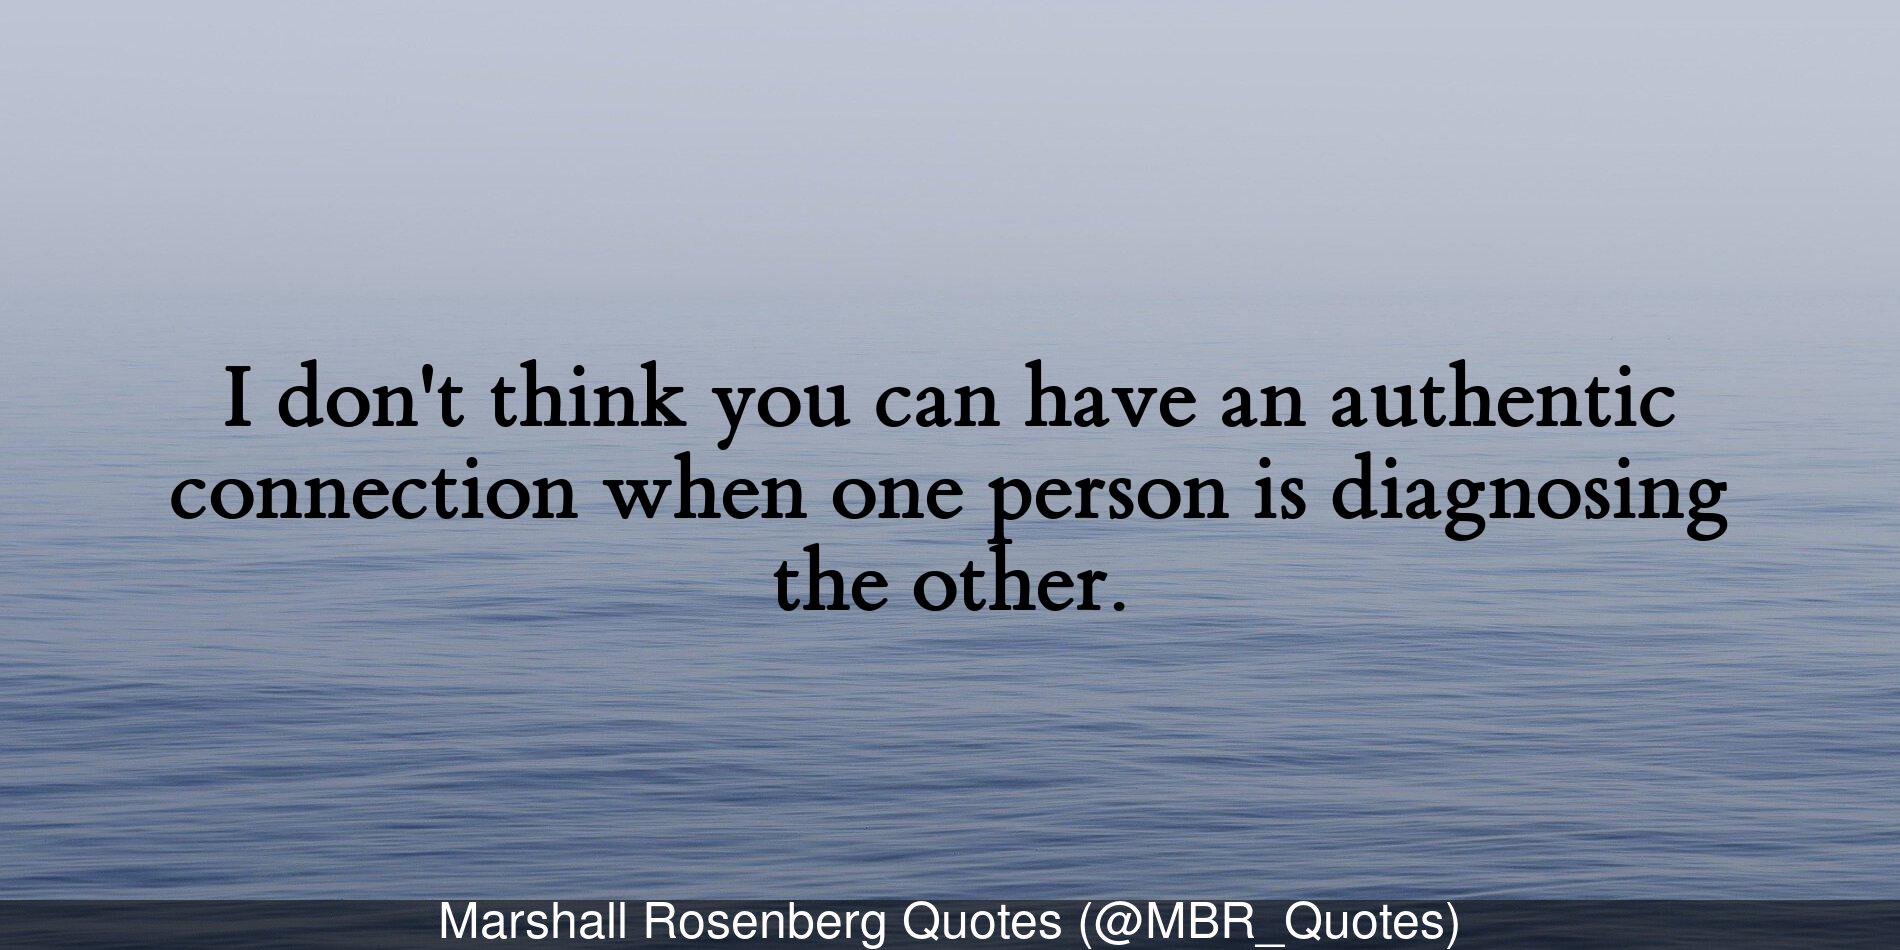 I don't think you can have an authentic
connection when one person is diagnosing
the other.
Marshall Rosenberg Quotes (@MBR_Quotes)